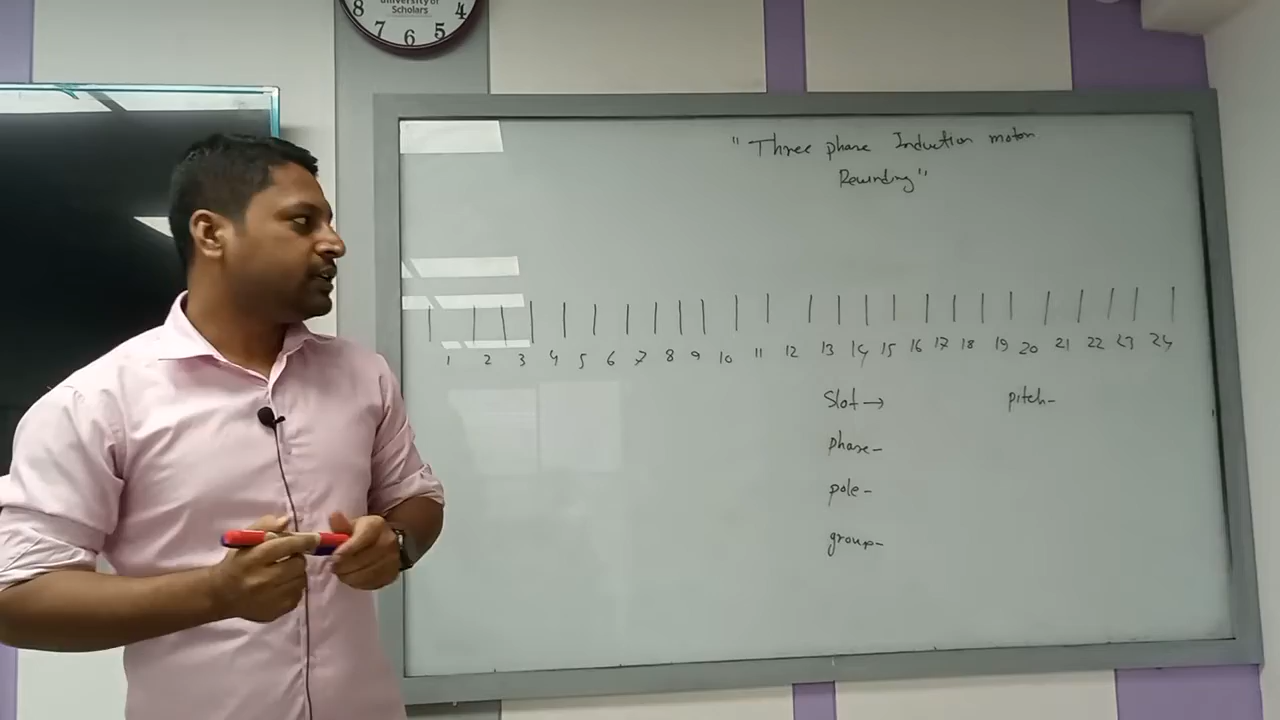 University of
Scholars
8 7 6 5 4
"Three phase Induction motor
Rewinding"
1 2 3 4 5 6 7 8 9 10 11 12 13 14 15 16 17 18 19 20 21 22 23 24
Slot → pitch-
phase-
pole-
group-